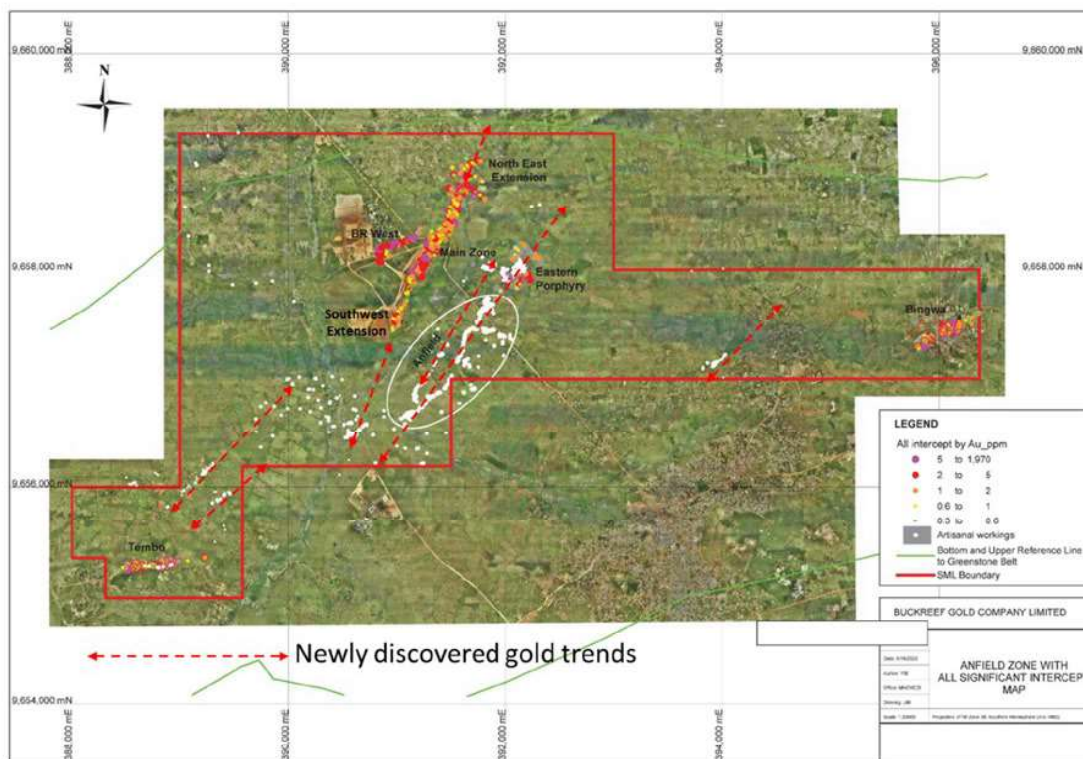 388,000 mE
390,000 mE
392,000 mE
394,000 mE
396,000 mE
9,660,000 mN
9,660,000 mN
N
North East
Extension
BR West
Main Zone
9,658,000 mN
9,658,000 mN
Eastern
Porphyry
Southwest
Extension
Anfield
Bingwa
LEGEND
All intercept by Au_ppm
5 to 1,970
2 to 5
1 to 2
0.6 to 1
Artisanal workings
Bottom and Upper Reference Line
to Greenstone Belt
SML Boundary
9,656,000 mN
Tembo
BUCKREEF GOLD COMPANY LIMITED
Newly discovered gold trends
ANFIELD ZONE WITH
ALL SIGNIFICANT INTERCEP
MAP
9,654,000 mN
388,000 mE
390,000 mE
392,000 mE
394,000 mE
396,000 mE